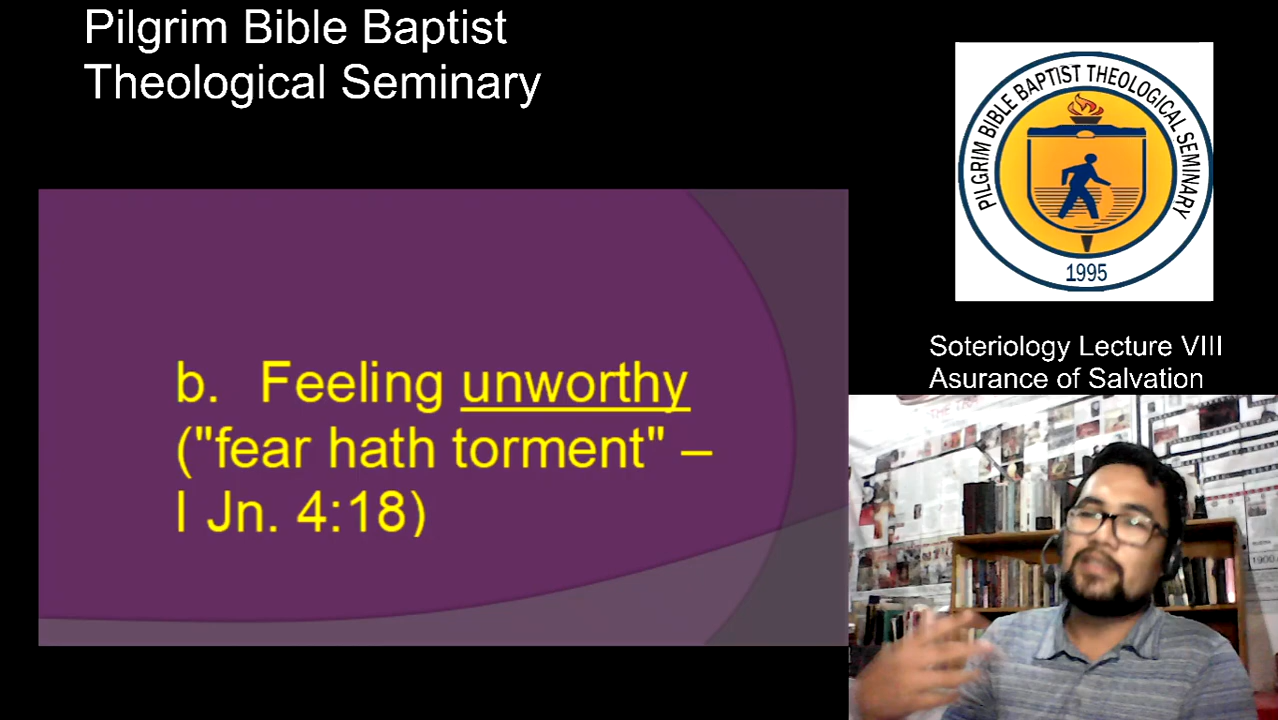 Pilgrim Bible Baptist
Theological Seminary
PILGRIM BIBLE BAPTIST THEOLOGICAL SEMINARY
1995
Soteriology Lecture VIII
Asurance of Salvation
b. Feeling unworthy
("fear hath torment" –
I Jn. 4:18)